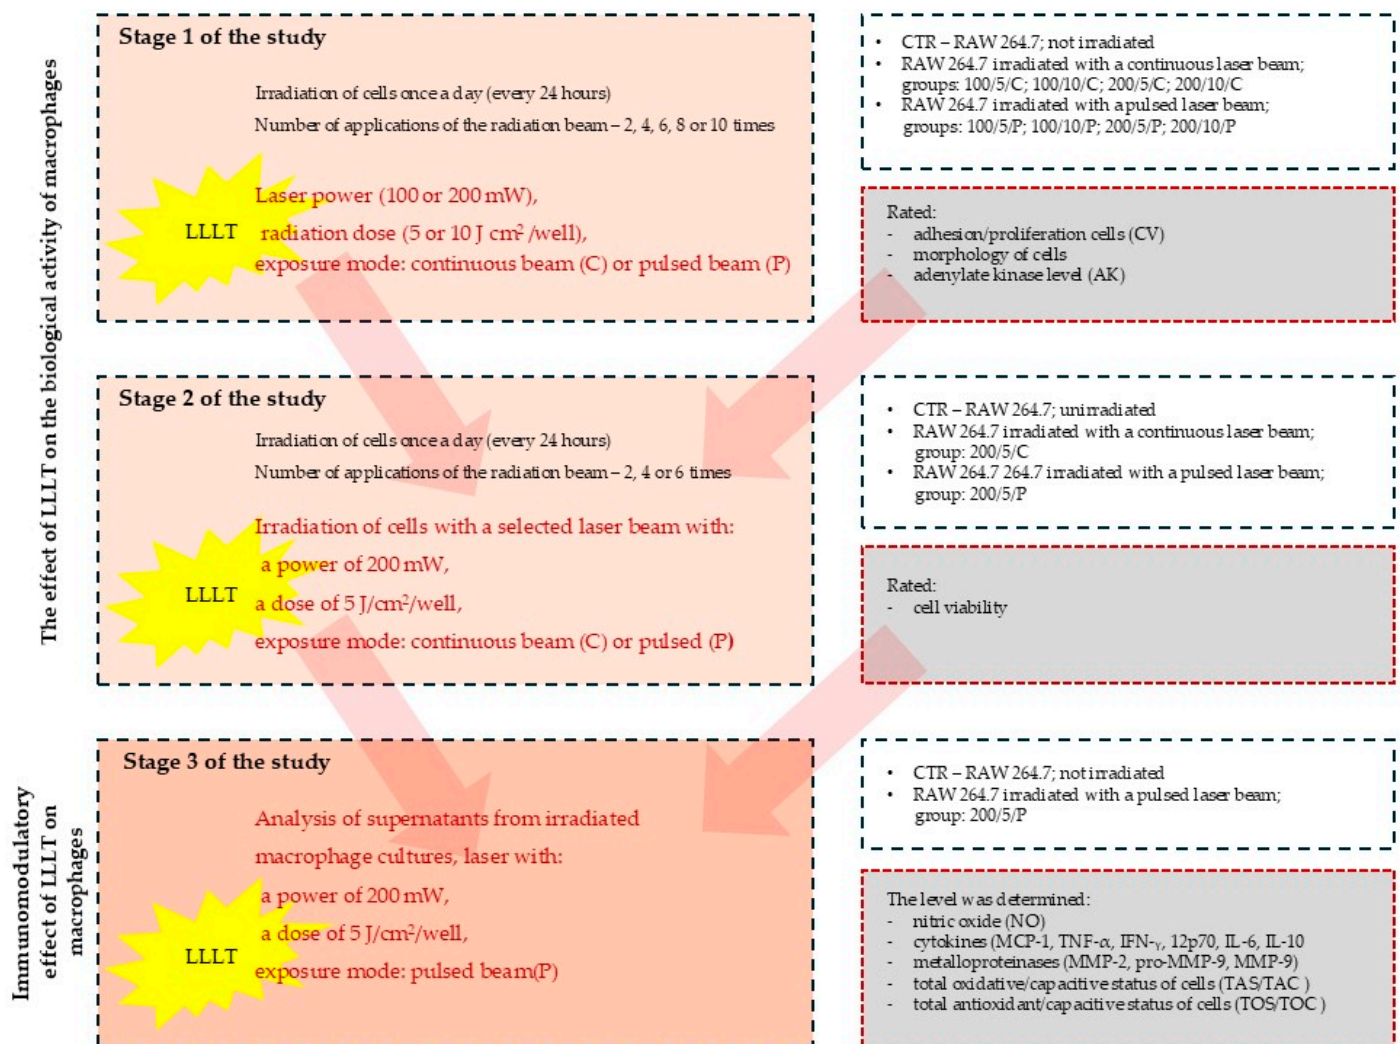 The effect of LLLT on the biological activity of macrophages
Stage 1 of the study
Irradiation of cells once a day (every 24 hours)
Number of applications of the radiation beam – 2, 4, 6, 8 or 10 times
LLLT
Laser power (100 or 200 mW),
radiation dose (5 or 10 J cm² /well),
exposure mode: continuous beam (C) or pulsed beam (P)
• CTR – RAW 264.7; not irradiated
• RAW 264.7 irradiated with a continuous laser beam;
groups: 100/5/C; 100/10/C; 200/5/C; 200/10/C
• RAW 264.7 irradiated with a pulsed laser beam;
groups: 100/5/P; 100/10/P; 200/5/P; 200/10/P
Rated:
- adhesion/proliferation cells (CV)
- morphology of cells
- adenylate kinase level (AK)
Stage 2 of the study
Irradiation of cells once a day (every 24 hours)
Number of applications of the radiation beam – 2, 4 or 6 times
LLLT
Irradiation of cells with a selected laser beam with:
a power of 200 mW,
a dose of 5 J/cm²/well,
exposure mode: continuous beam (C) or pulsed (P)
• CTR – RAW 264.7; unirradiated
• RAW 264.7 irradiated with a continuous laser beam;
group: 200/5/C
• RAW 264.7 264.7 irradiated with a pulsed laser beam;
group: 200/5/P
Rated:
- cell viability
Immunomodulatory
effect of LLLT on
macrophages
Stage 3 of the study
Analysis of supernatants from irradiated
macrophage cultures, laser with:
a power of 200 mW,
a dose of 5 J/cm²/well,
exposure mode: pulsed beam(P)
LLLT
• CTR – RAW 264.7; not irradiated
• RAW 264.7 irradiated with a pulsed laser beam;
group: 200/5/P
The level was determined:
- nitric oxide (NO)
- cytokines (MCP-1, TNF-α, IFN-γ, 12p70, IL-6, IL-10
- metalloproteinases (MMP-2, pro-MMP-9, MMP-9)
- total oxidative/capacitive status of cells (TAS/TAC )
- total antioxidant/capacitive status of cells (TOS/TOC )